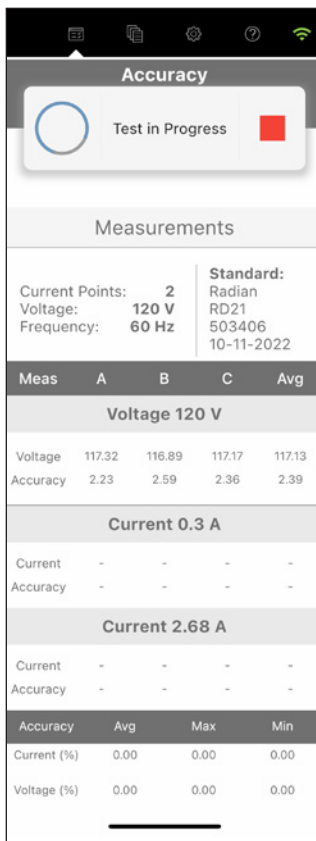 Accuracy
Test in Progress
Measurements
Current Points: 2
Voltage: 120 V
Frequency: 60 Hz
Standard:
Radian
RD21
503406
10-11-2022
Meas A B C Avg
Voltage 120 V
Voltage 117.32 116.89 117.17 117.13
Accuracy 2.23 2.59 2.36 2.39
Current 0.3 A
Current - - - -
Accuracy - - - -
Current 2.68 A
Current - - - -
Accuracy - - - -
Accuracy Avg Max Min
Current (%) 0.00 0.00 0.00
Voltage (%) 0.00 0.00 0.00